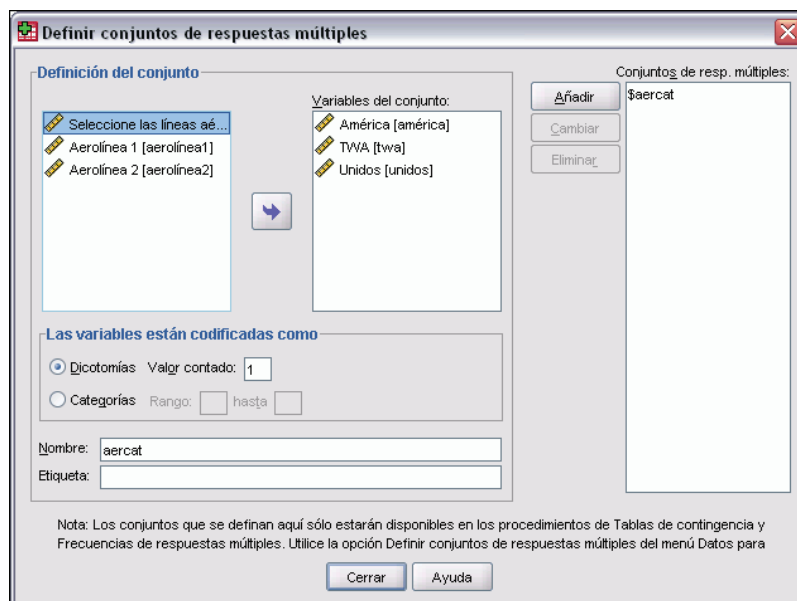 Definir conjuntos de respuestas múltiples
Definición del conjunto
Seleccione las líneas aé...
Aerolínea 1 [aerolínea1]
Aerolínea 2 [aerolínea2]
Variables del conjunto:
América [américa]
TWA [twa]
Unidos [unidos]
Las variables están codificadas como
Dicotomías Valor contado: 1
Categorías Rango: hasta
Nombre: aercat
Etiqueta:
Añadir
Cambiar
Eliminar
Conjuntos de resp. múltiples:
$aercat
Nota: Los conjuntos que se definan aquí sólo estarán disponibles en los procedimientos de Tablas de contingencia y
Frecuencias de respuestas múltiples. Utilice la opción Definir conjuntos de respuestas múltiples del menú Datos para
Cerrar
Ayuda